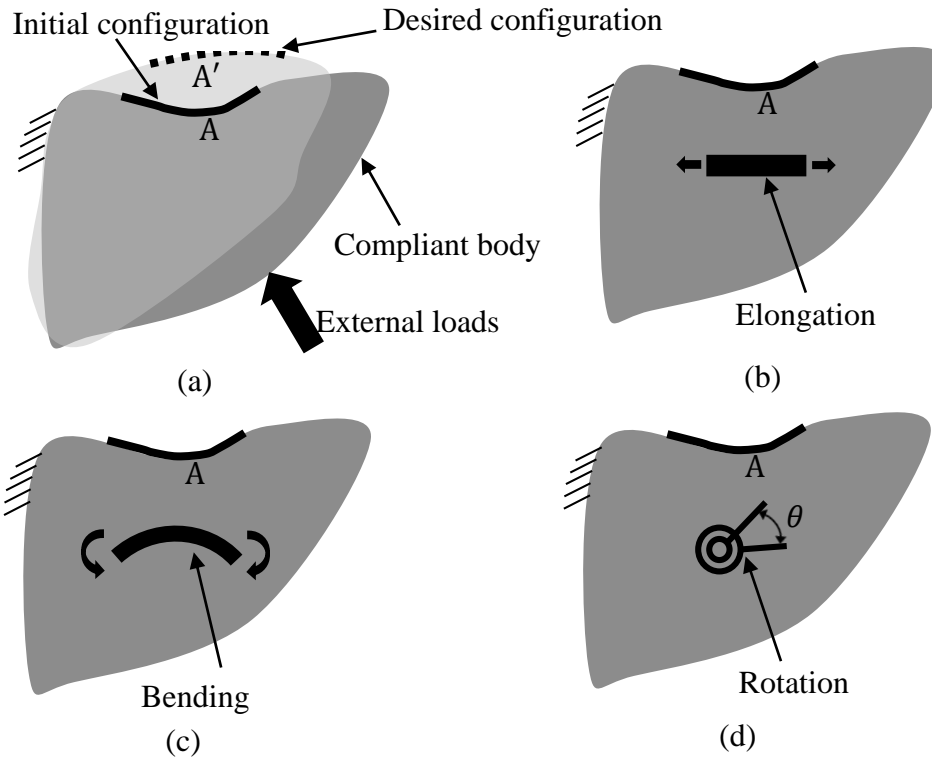 Initial configuration
Desired configuration
A′
A
Compliant body
External loads
(a)
A
Elongation
(b)
A
Bending
(c)
A
θ
Rotation
(d)